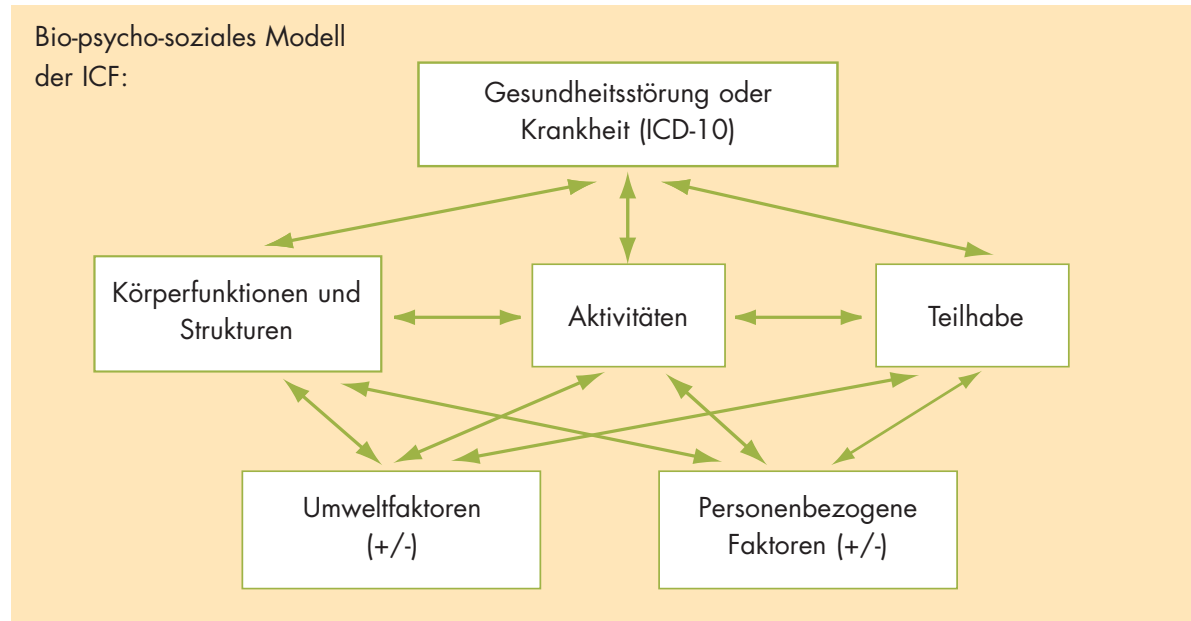 Bio-psycho-soziales Modell
der ICF:
Gesundheitsstörung oder
Krankheit (ICD-10)
Körperfunktionen und
Strukturen
Aktivitäten
Teilhabe
Umweltfaktoren
(+/-)
Personenbezogene
Faktoren (+/-)